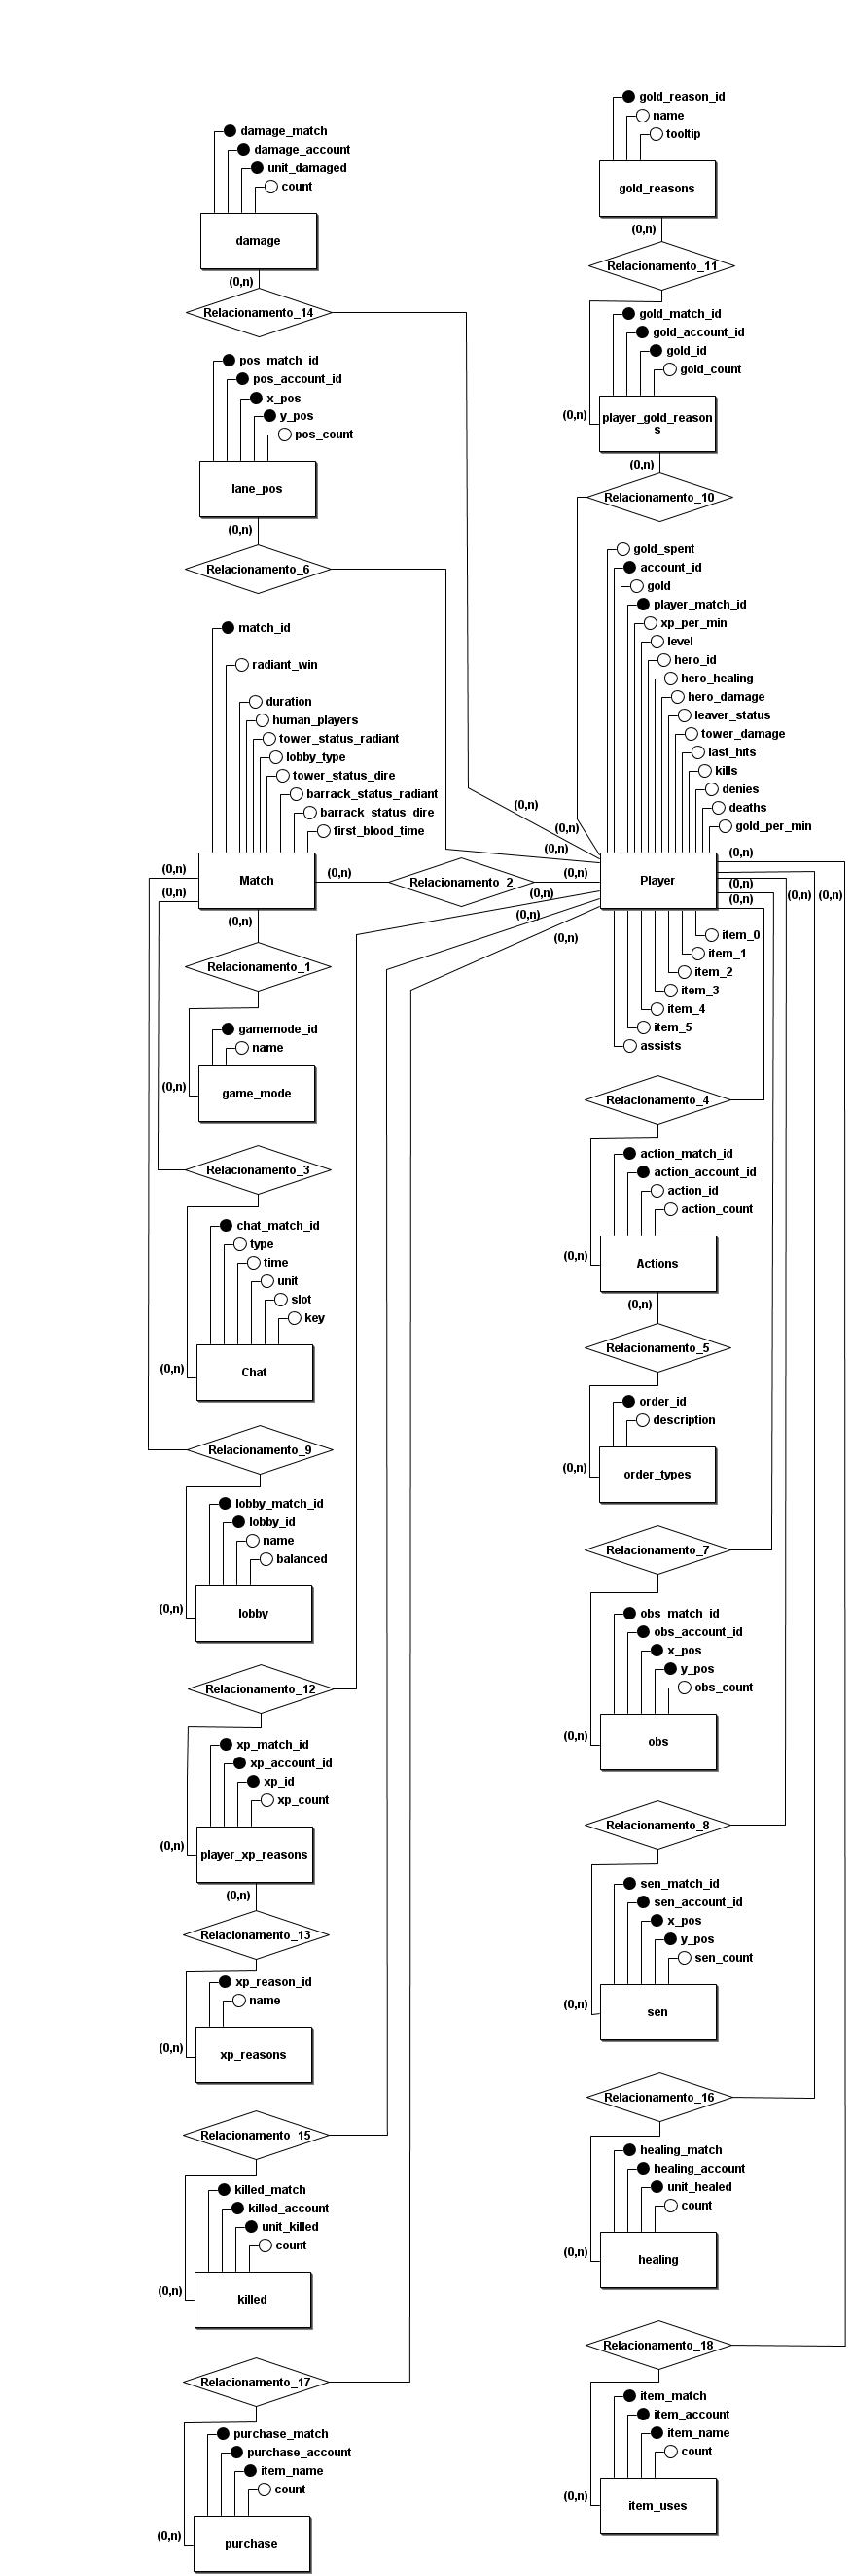 gold_reason_id
name
tooltip
gold_reasons
(0,n)
Relacionamento_11
damage_match
damage_account
unit_damaged
count
damage
(0,n)
Relacionamento_14
gold_match_id
gold_account_id
gold_id
gold_count
(0,n)
player_gold_reason
s
(0,n)
Relacionamento_10
pos_match_id
pos_account_id
x_pos
y_pos
pos_count
lane_pos
(0,n)
Relacionamento_6
gold_spent
account_id
gold
player_match_id
xp_per_min
level
hero_id
hero_healing
hero_damage
leaver_status
tower_damage
last_hits
kills
denies
deaths
gold_per_min
match_id
radiant_win
duration
human_players
tower_status_radiant
lobby_type
tower_status_dire
barrack_status_radiant
barrack_status_dire
first_blood_time
(0,n)
(0,n)
(0,n)
(0,n)
(0,n)
(0,n)
Match
(0,n)
Relacionamento_2
(0,n)
Player
(0,n)
(0,n)
(0,n)
(0,n)
(0,n)
(0,n)
(0,n)
(0,n)
(0,n)
Relacionamento_1
item_0
item_1
item_2
item_3
item_4
item_5
assists
gamemode_id
name
(0,n)
game_mode
Relacionamento_4
Relacionamento_3
action_match_id
action_account_id
action_id
action_count
(0,n)
Actions
(0,n)
Relacionamento_5
chat_match_id
type
time
unit
slot
key
(0,n)
Chat
order_id
description
(0,n)
order_types
Relacionamento_9
lobby_match_id
lobby_id
name
balanced
(0,n)
lobby
Relacionamento_7
obs_match_id
obs_account_id
x_pos
y_pos
obs_count
(0,n)
obs
Relacionamento_12
xp_match_id
xp_account_id
xp_id
xp_count
(0,n)
player_xp_reasons
(0,n)
Relacionamento_13
Relacionamento_8
sen_match_id
sen_account_id
x_pos
y_pos
sen_count
(0,n)
sen
xp_reason_id
name
(0,n)
xp_reasons
Relacionamento_16
Relacionamento_15
healing_match
healing_account
unit_healed
count
(0,n)
healing
killed_match
killed_account
unit_killed
count
(0,n)
killed
Relacionamento_18
Relacionamento_17
item_match
item_account
item_name
count
(0,n)
item_uses
purchase_match
purchase_account
item_name
count
(0,n)
purchase